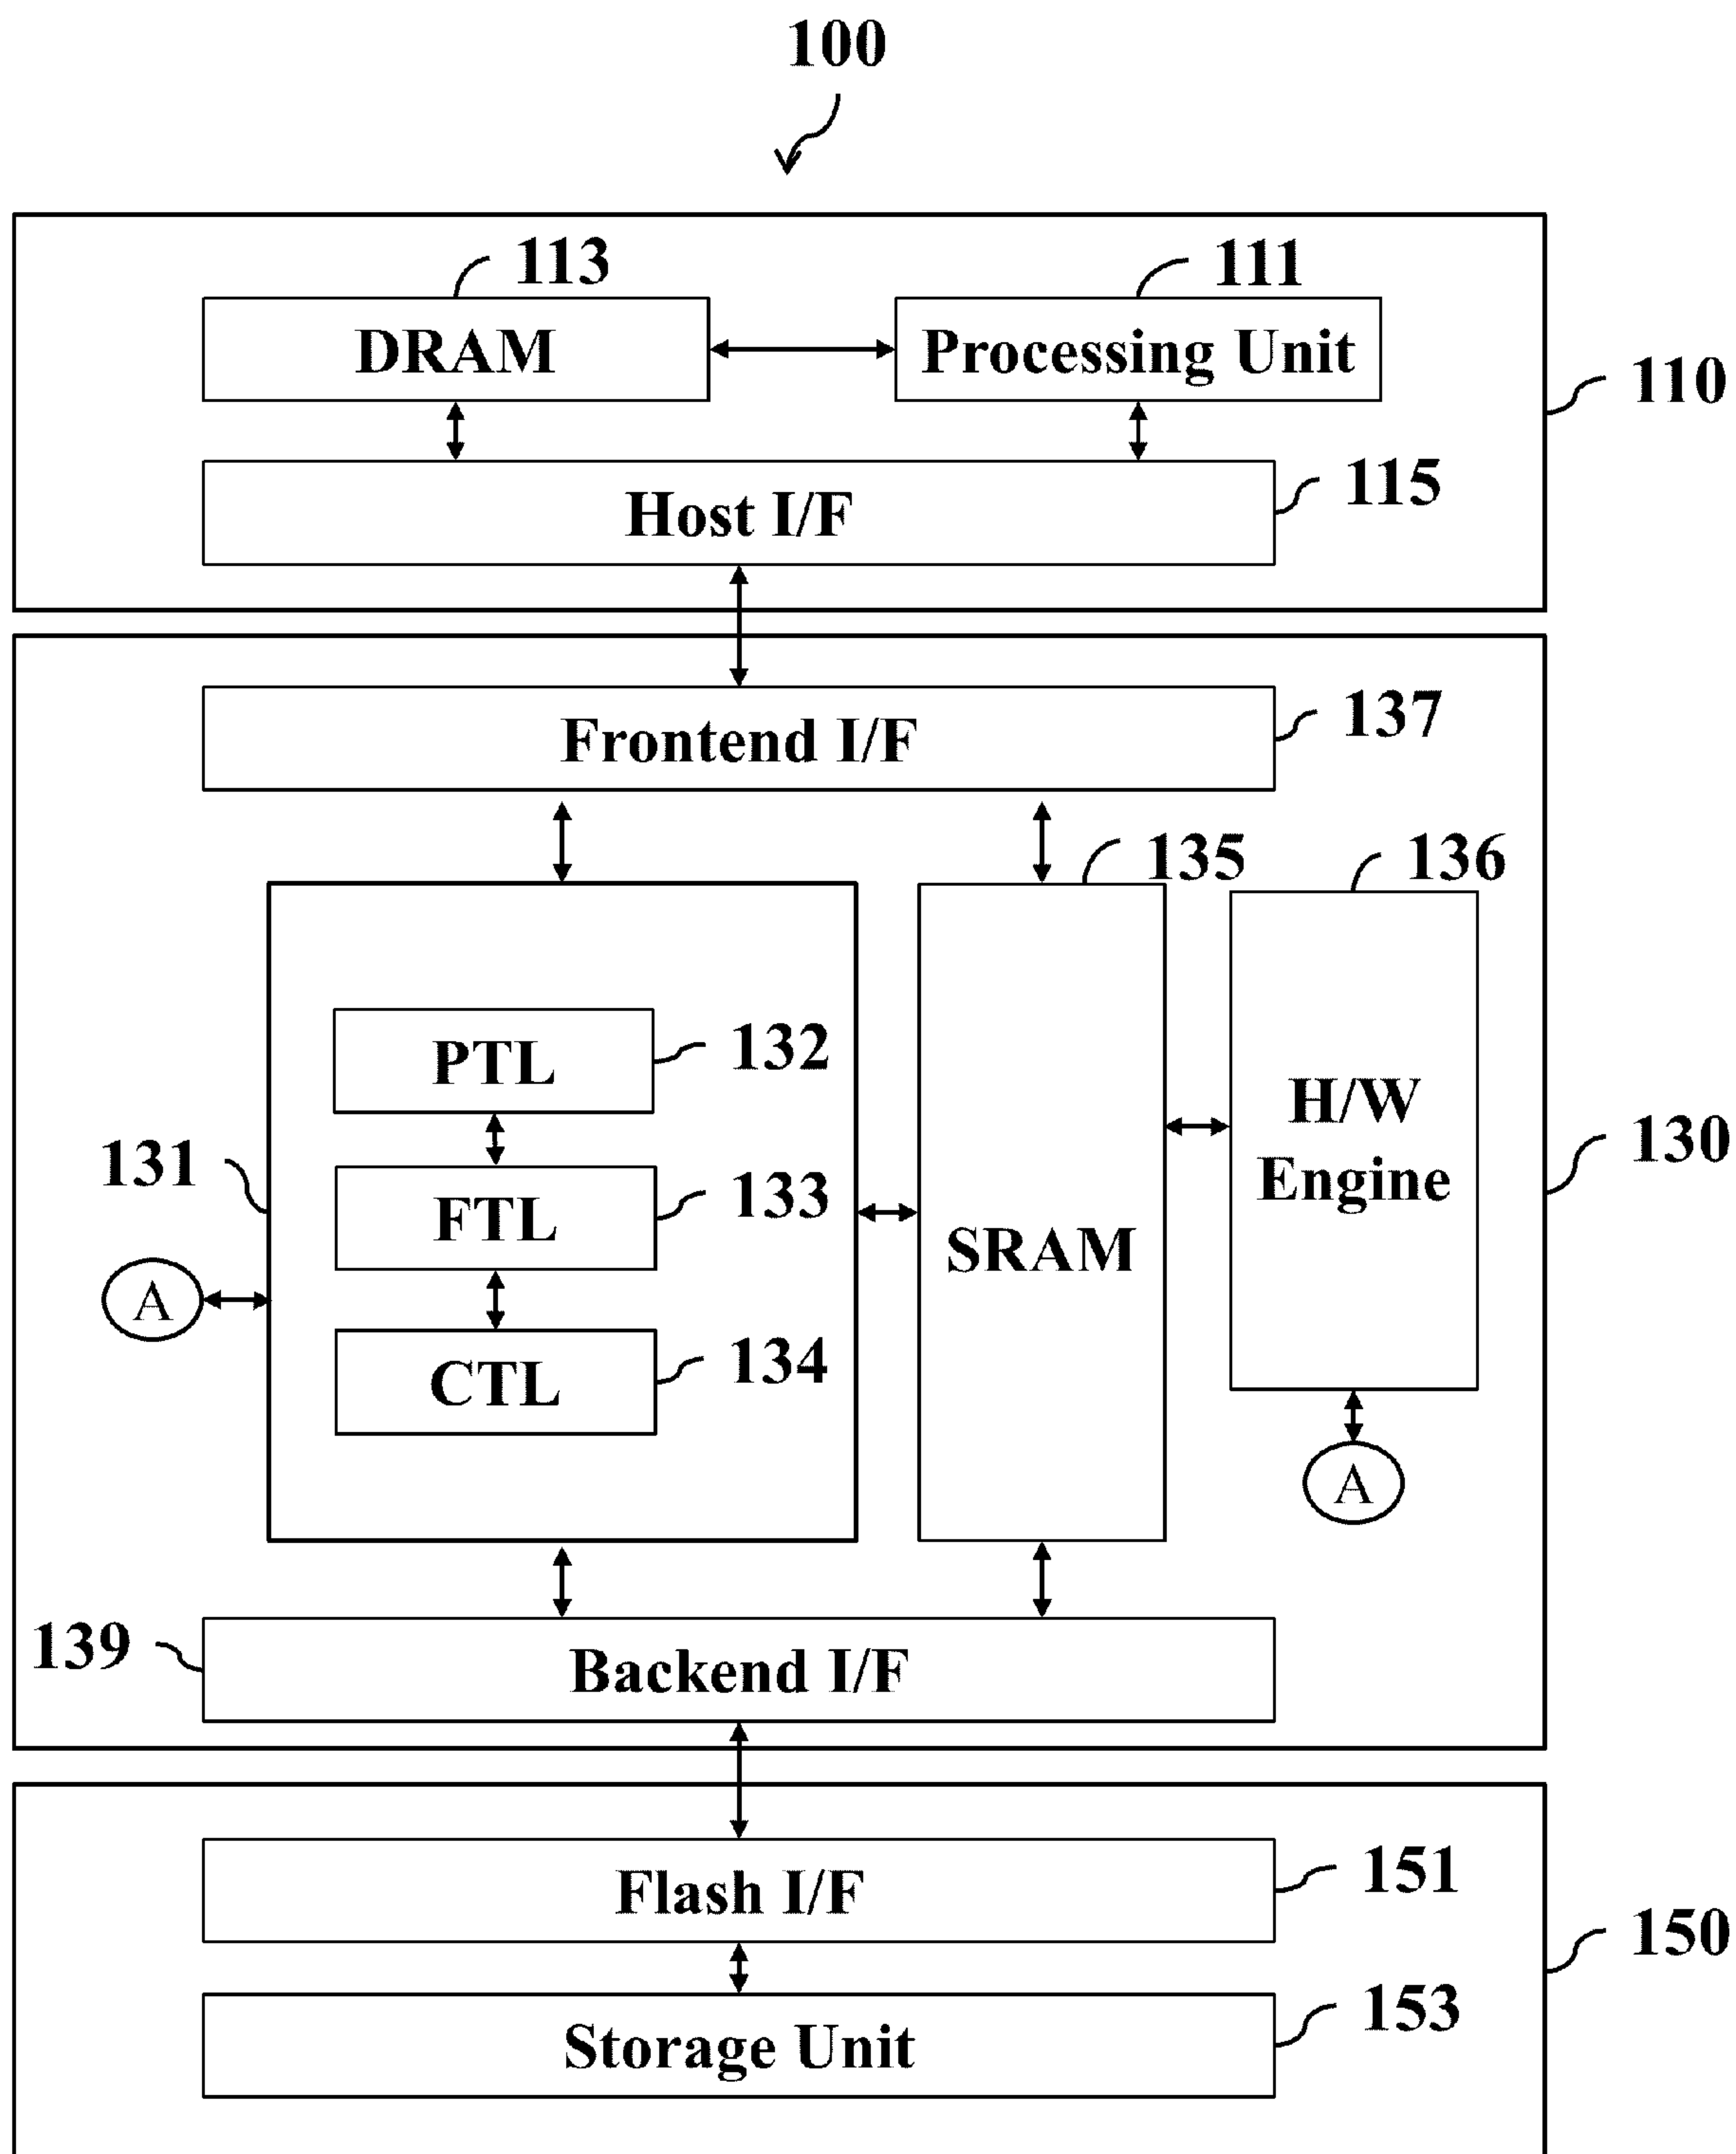 100
113
111
DRAM
Processing Unit
110
115
Host I/F
137
Frontend I/F
135
136
PTL
132
H/W
Engine
131
130
FTL
133
SRAM
A
CTL
134
A
139
Backend I/F
151
Flash I/F
150
153
Storage Unit